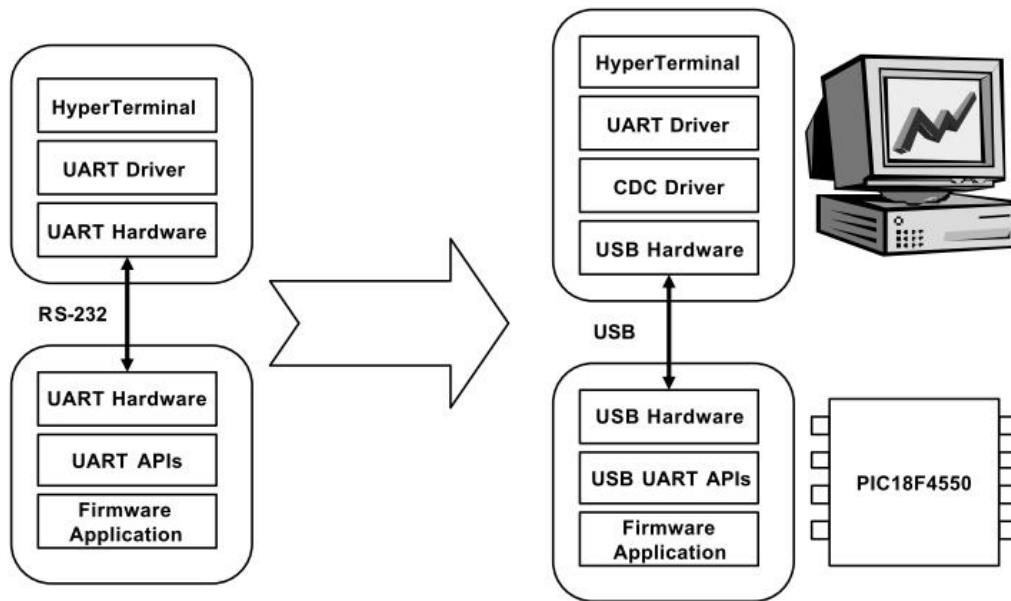 HyperTerminal
UART Driver
UART Hardware
RS-232
UART Hardware
UART APIs
Firmware
Application
HyperTerminal
UART Driver
CDC Driver
USB Hardware
USB
USB Hardware
USB UART APIs
Firmware
Application
PIC18F4550